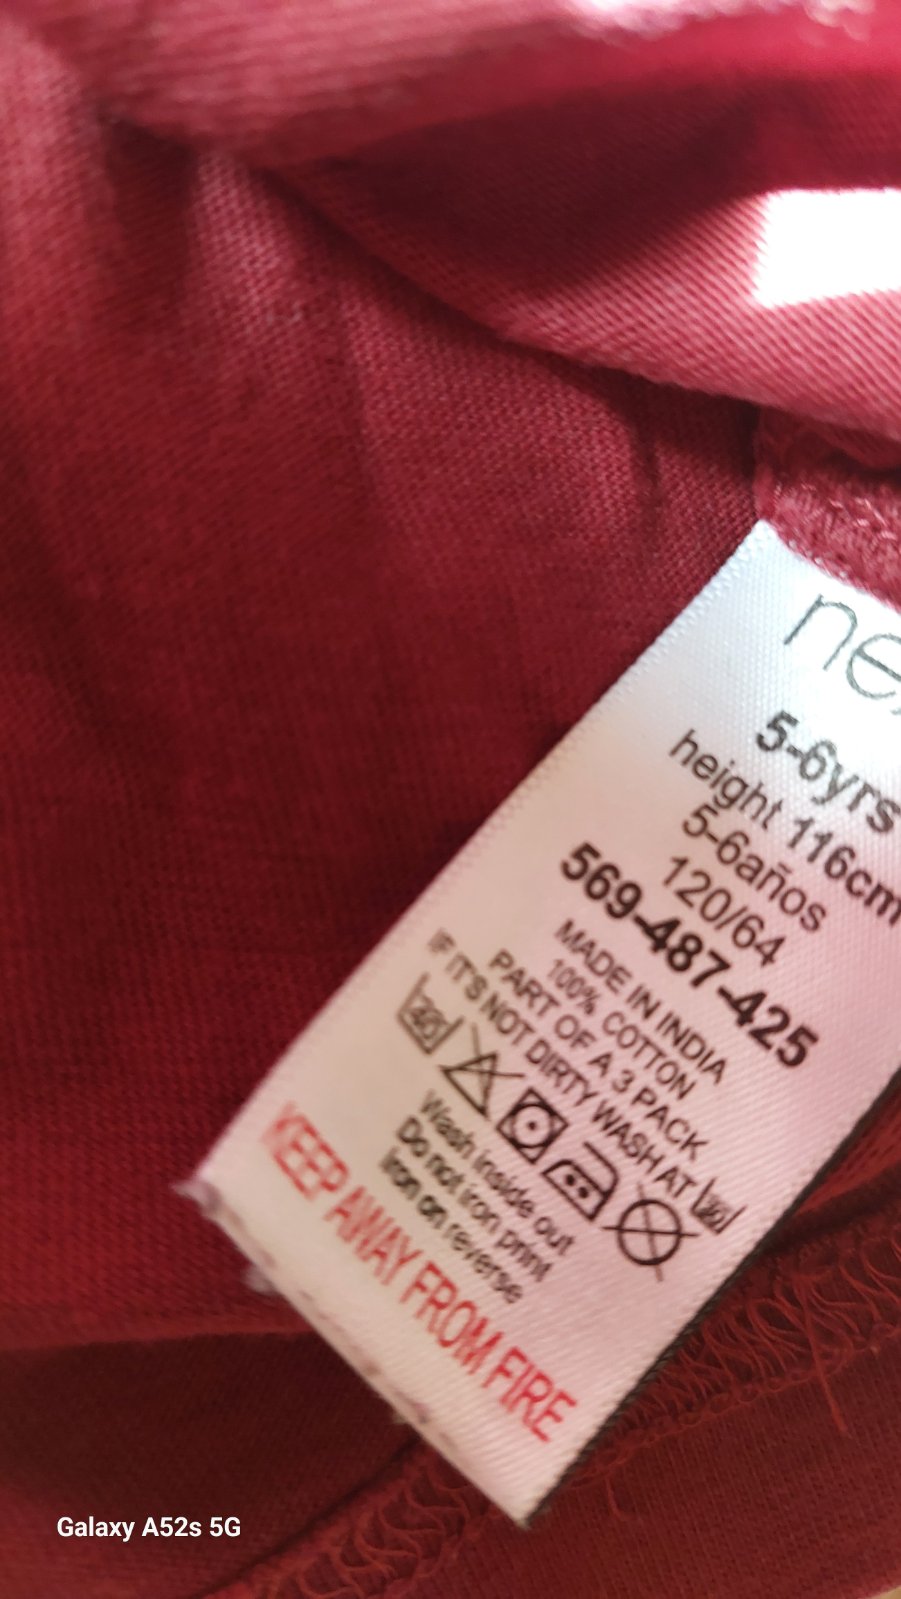 ne
5-6yrs
height 116cm
5-6años
120/64
569-487-425
MADE IN INDIA
100% COTTON
PART OF A 3 PACK
IF IT'S NOT DIRTY WASH AT 30
40
Wash inside out
Do not iron print
Iron on reverse
KEEP AWAY FROM FIRE
Galaxy A52s 5G